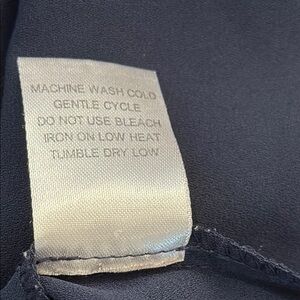 MACHINE WASH COLD
GENTLE CYCLE
DO NOT USE BLEACH
IRON ON LOW HEAT
TUMBLE DRY LOW